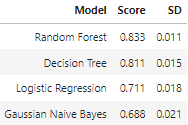 Model Score SD
Random Forest 0.833 0.011
Decision Tree 0.811 0.015
Logistic Regression 0.711 0.018
Gaussian Naive Bayes 0.688 0.021